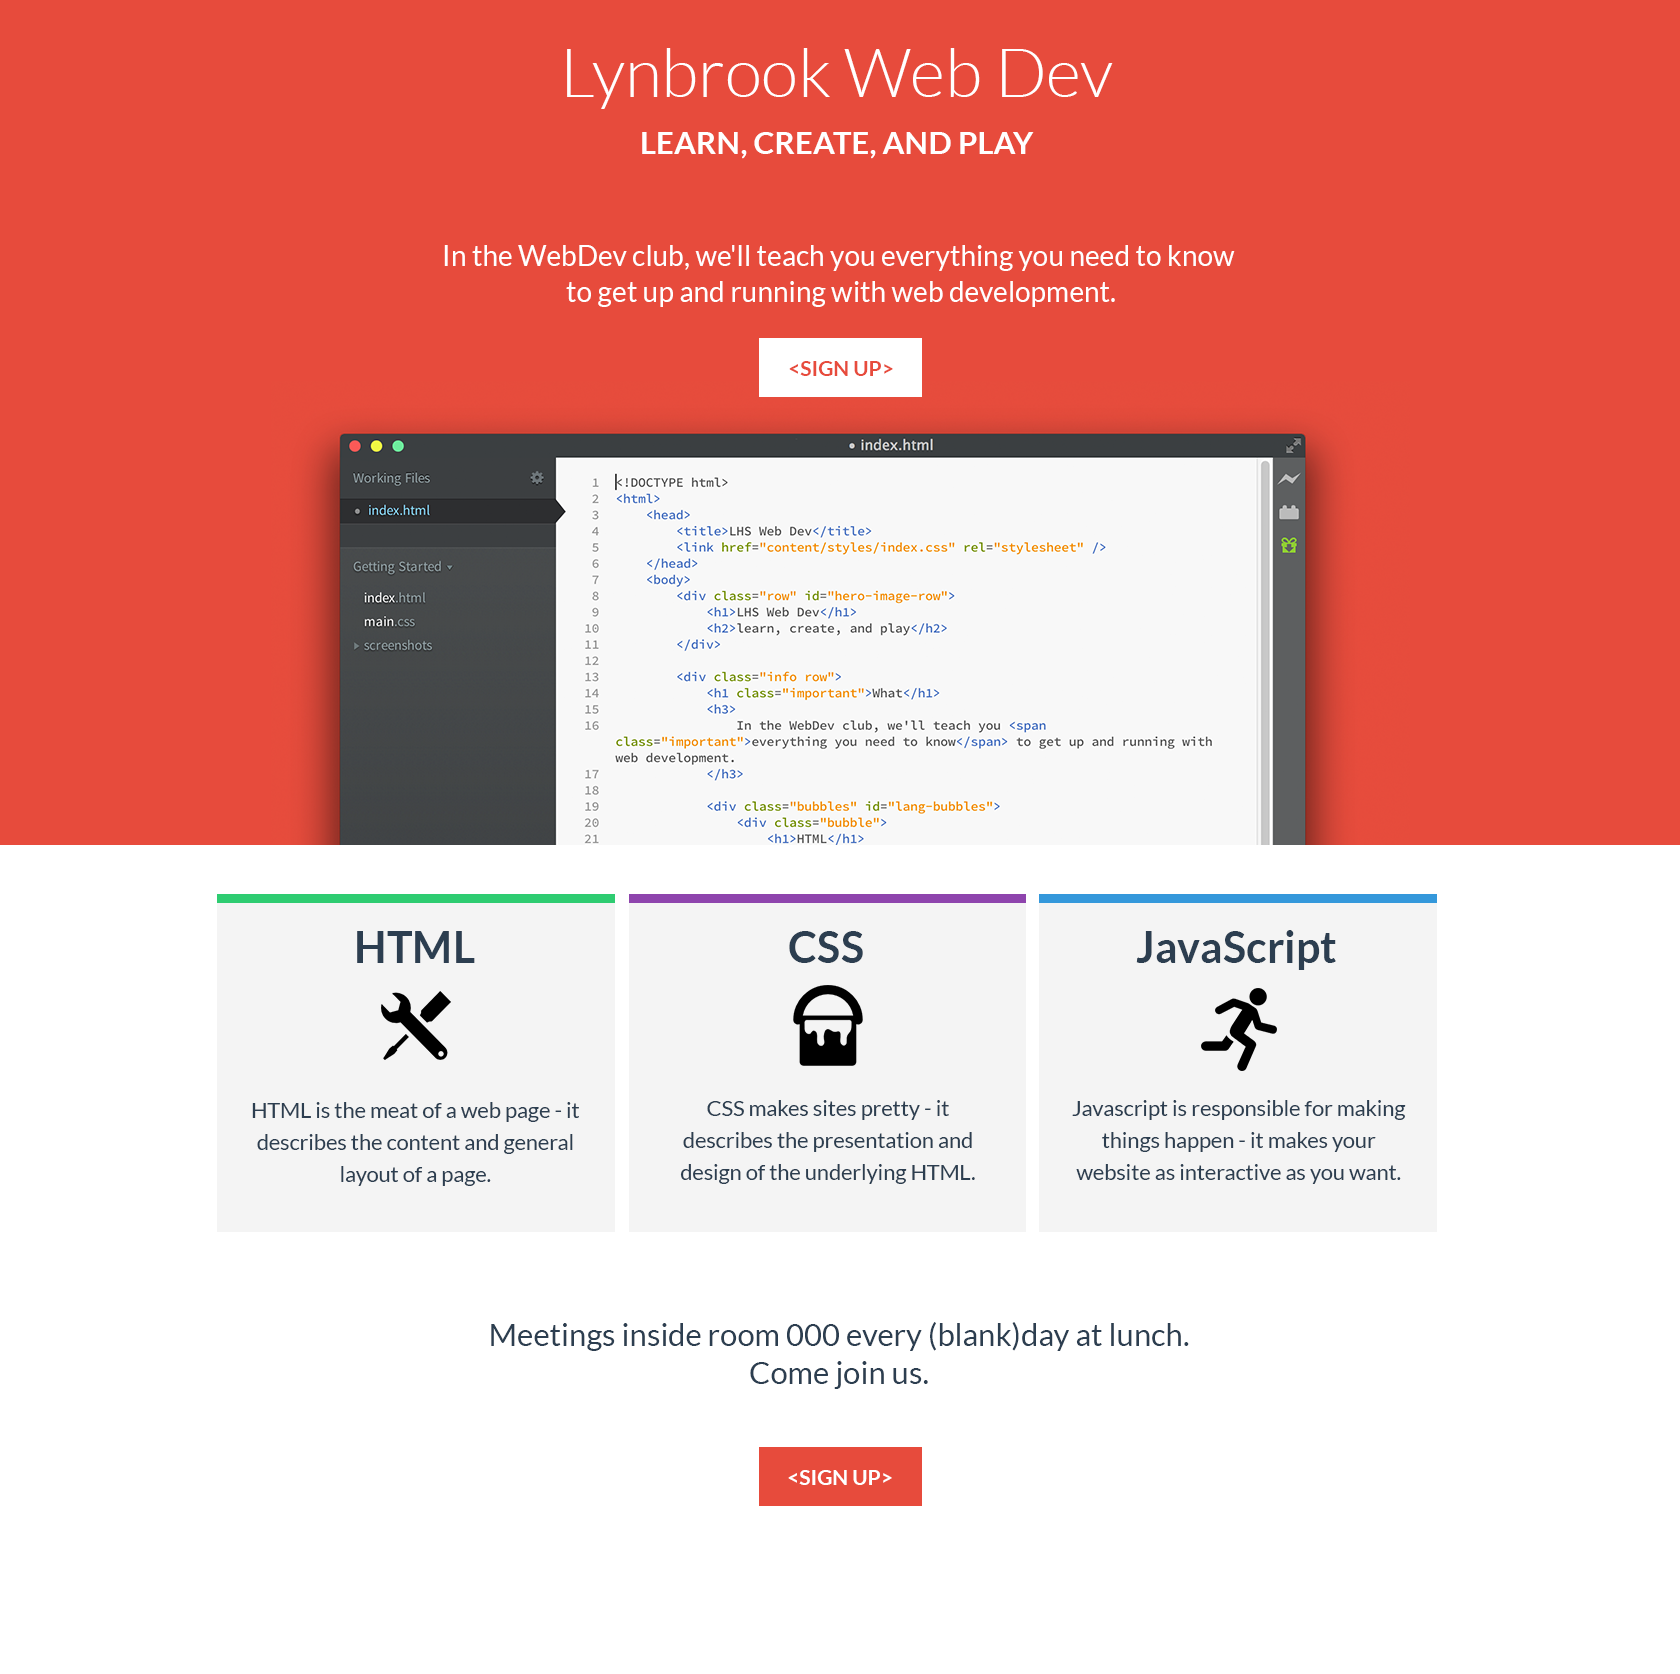 Lynbrook Web Dev
LEARN, CREATE, AND PLAY
In the WebDev club, we'll teach you everything you need to know
to get up and running with web development.
<SIGN UP>
• index.html
Working Files
• index.html
Getting Started
index.html
main.css
screenshots
1 <!DOCTYPE html>
2 <html>
3 <head>
4 <title>LHS Web Dev</title>
5 <link href="content/styles/index.css" rel="stylesheet" />
6 </head>
7 <body>
8 <div class="row" id="hero-image-row">
9 <h1>LHS Web Dev</h1>
10 <h2>learn, create, and play</h2>
11 </div>
12
13 <div class="info row">
14 <h1 class="important">What</h1>
15 <h3>
16 In the WebDev club, we'll teach you <span
class="important">everything you need to know</span> to get up and running with
web development.
17 </h3>
18
19 <div class="bubbles" id="lang-bubbles">
20 <div class="bubble">
21 <h1>HTML</h1>
HTML
HTML is the meat of a web page - it
describes the content and general
layout of a page.
CSS
CSS makes sites pretty - it
describes the presentation and
design of the underlying HTML.
JavaScript
Javascript is responsible for making
things happen - it makes your
website as interactive as you want.
Meetings inside room 000 every (blank)day at lunch.
Come join us.
<SIGN UP>